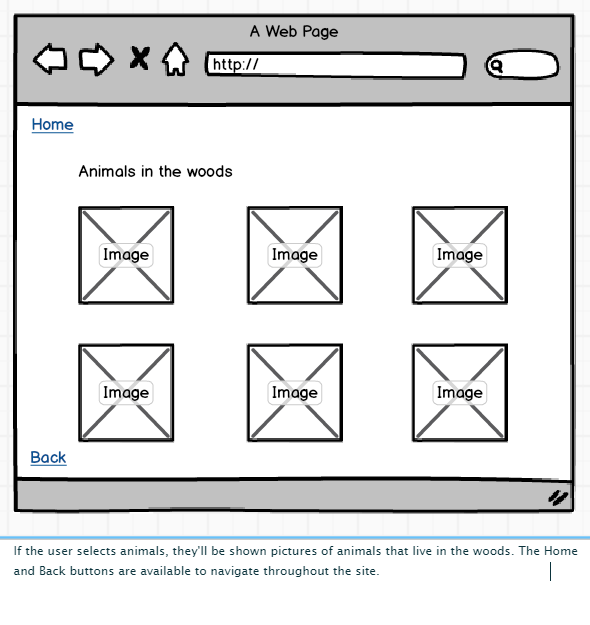 A Web Page
http://
Home
Animals in the woods
Image Image Image
Image Image Image
Back
If the user selects animals, they'll be shown pictures of animals that live in the woods. The Home
and Back buttons are available to navigate throughout the site.